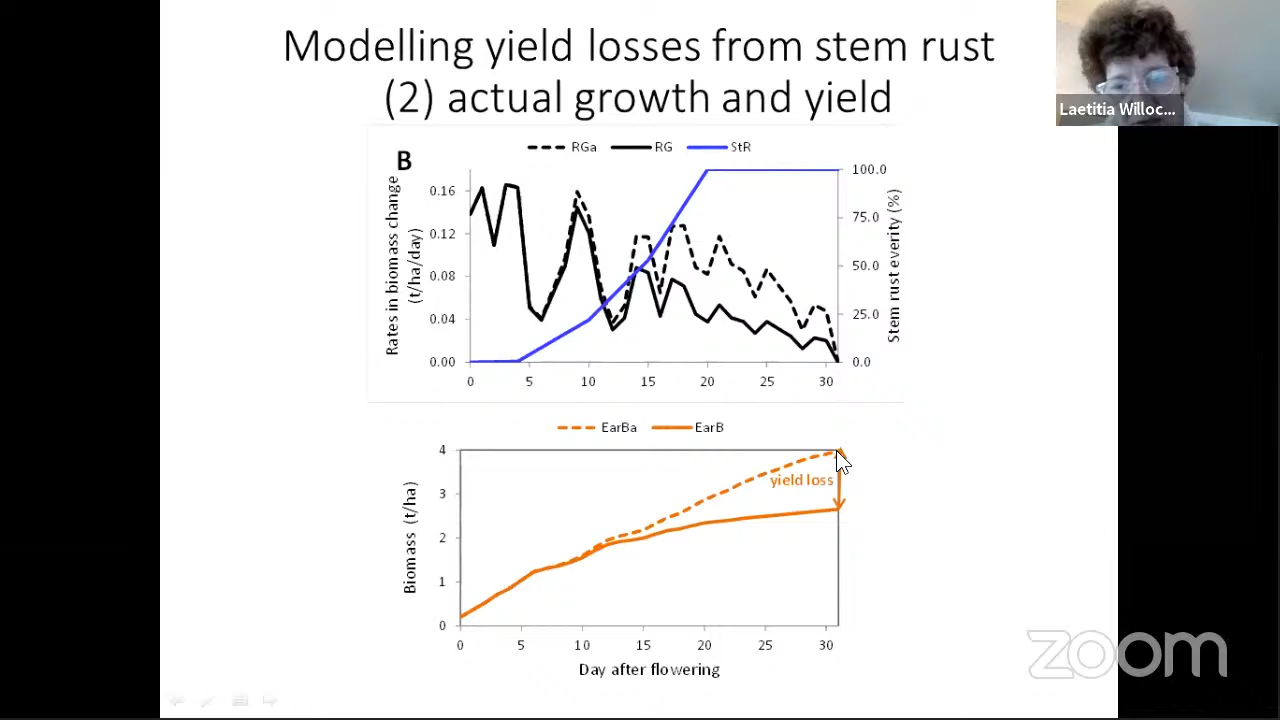 Modelling yield losses from stem rust
(2) actual growth and yield
Laetitia Willoc...
B
RGa RG StR
Rates in biomass change
(t/ha/day)
0.16
0.12
0.08
0.04
0.00
100.0
75.0
50.0
25.0
0.0
Stem rust everity (%)
0 5 10 15 20 25 30
EarBa EarB
Biomass (t/ha)
4
3
2
1
0
yield loss
0 5 10 15 20 25 30
Day after flowering
zoom